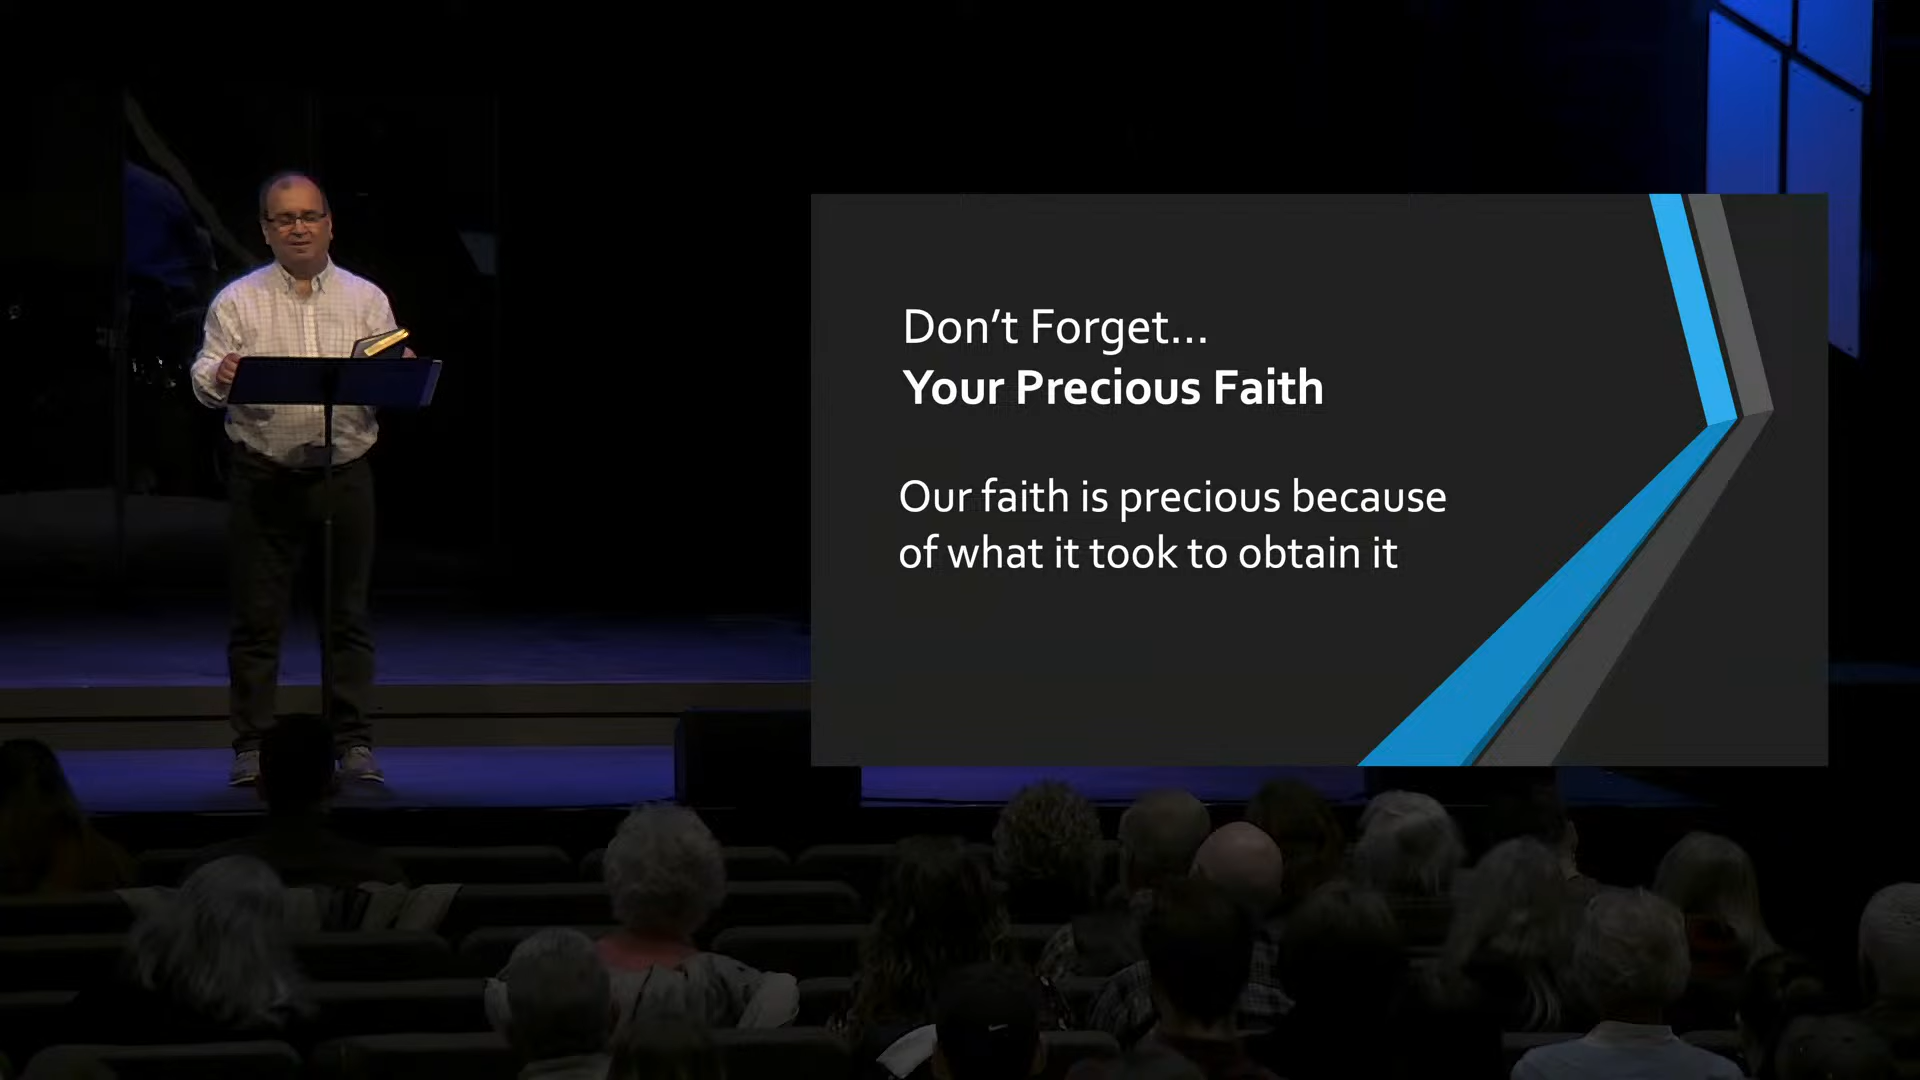 Don’t Forget...
Your Precious Faith
Our faith is precious because
of what it took to obtain it